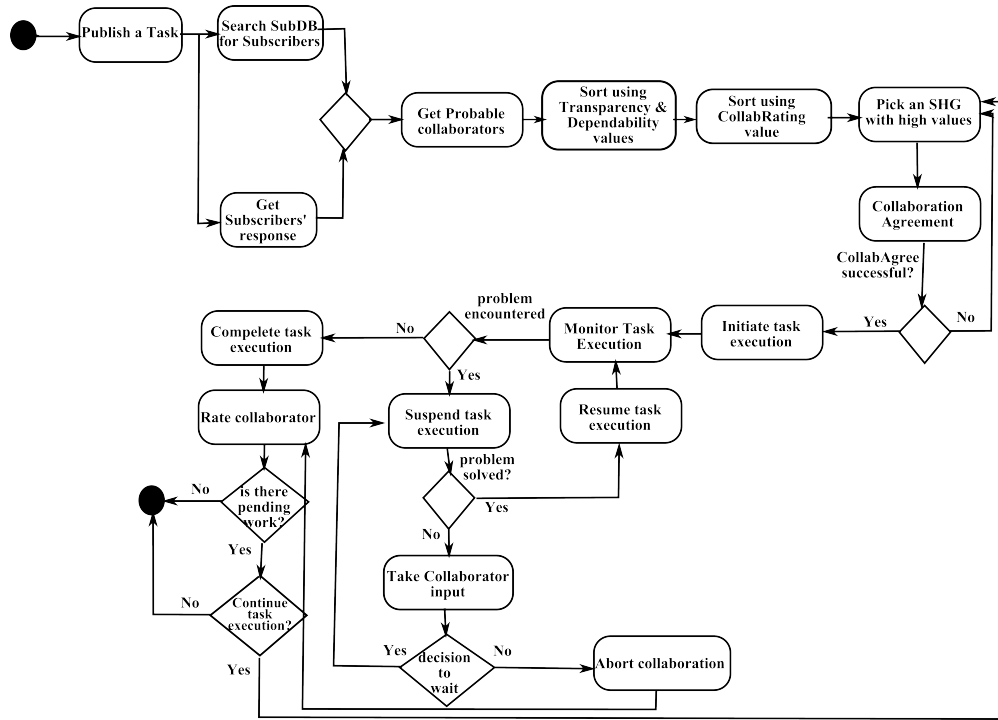 Publish a Task
Search SubDB
for Subscribers
Get
Subscribers'
response
Get Probable
collaborators
Sort using
Transparency &
Dependability
values
Sort using
CollabRating
value
Pick an SHG
with high values
Collaboration
Agreement
CollabAgree
successful?
No
Yes
Initiate task
execution
Monitor Task
Execution
problem
encountered
No
Yes
Compelete task
execution
Rate collaborator
is there
pending
work?
No
Yes
Continue
task
execution?
No
Yes
Suspend task
execution
problem
solved?
Yes
No
Resume task
execution
Take Collaborator
input
decision
to
wait
Yes
No
Abort collaboration